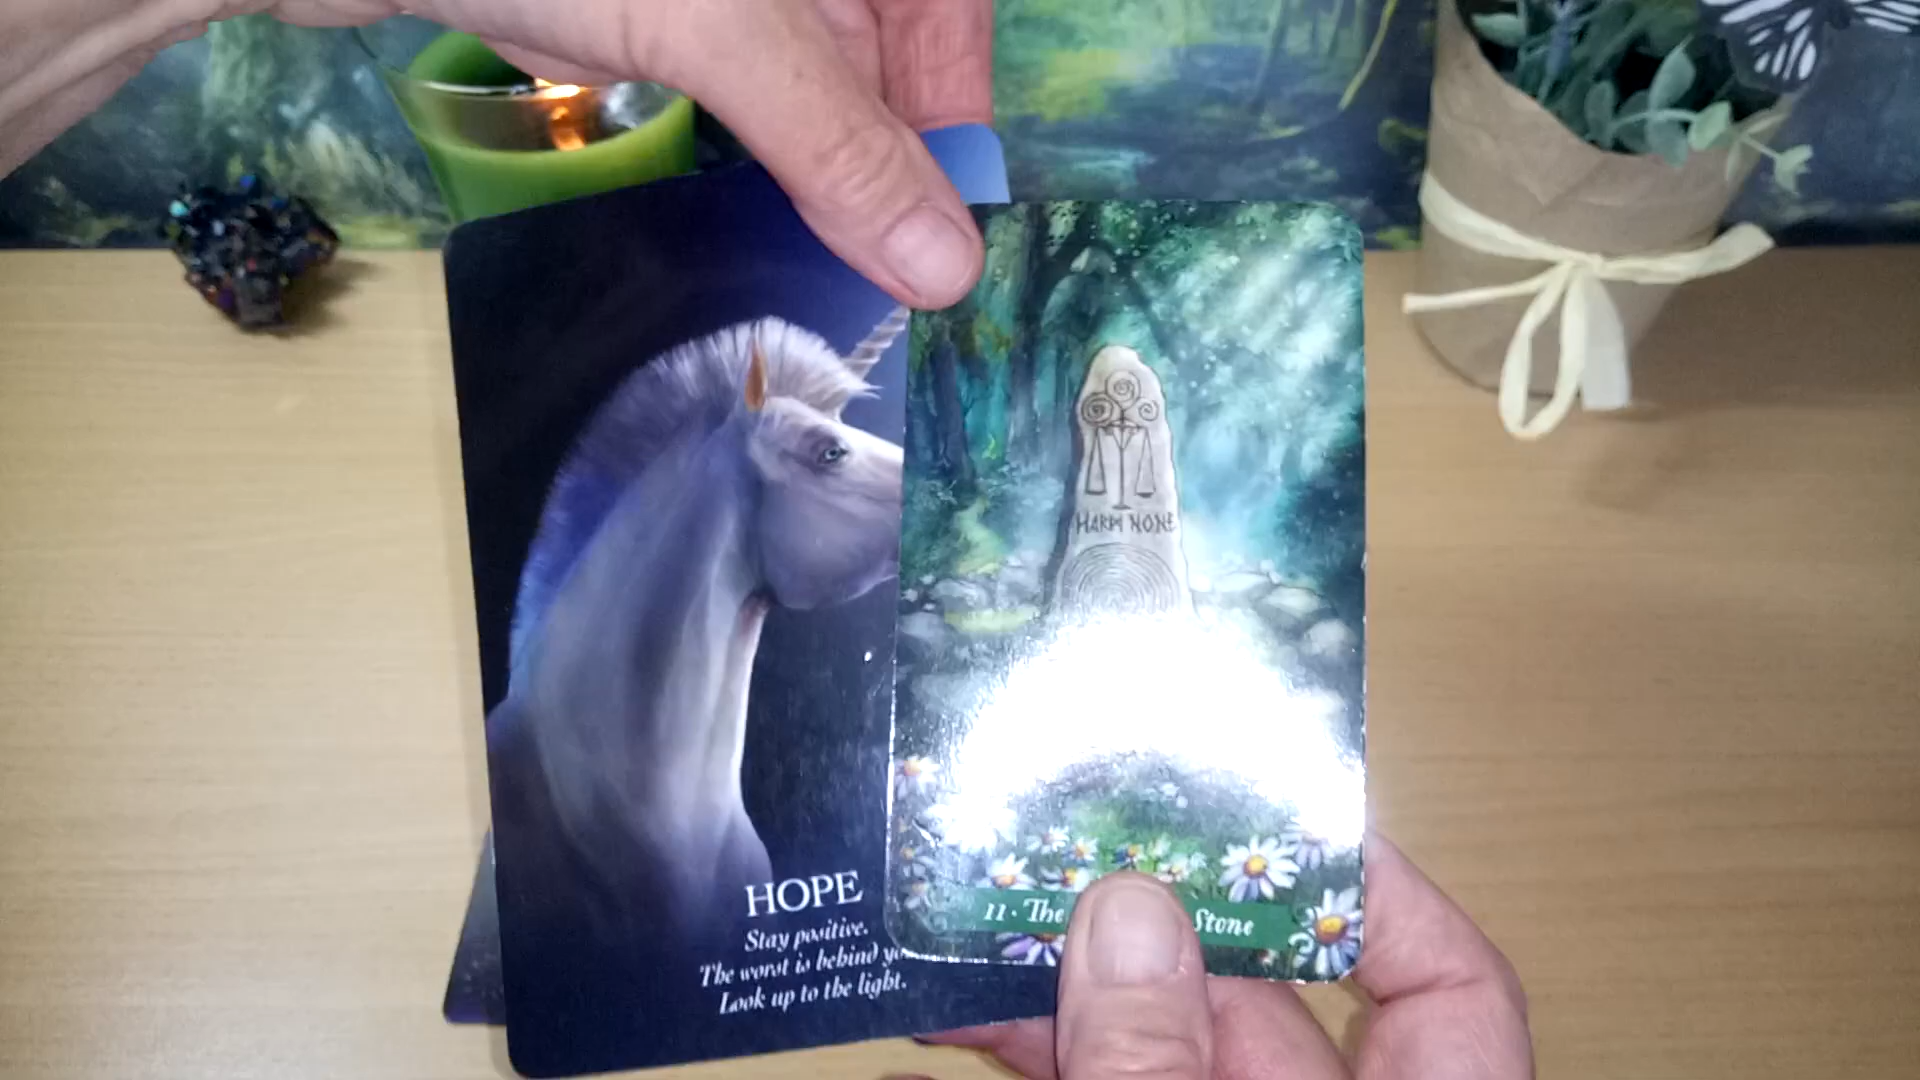 HOPE
Stay positive.
The worst is behind
Look up to the light.
HARM NONE
11. The Stone